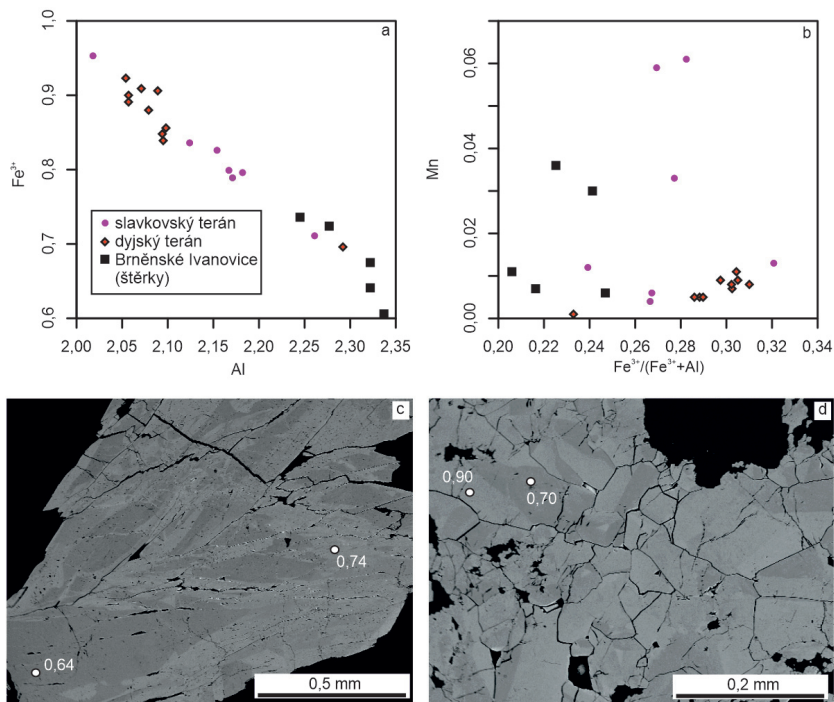 a
1,0
0,9
0,8
0,7
0,6
Fe³⁺
slavkovský terán
dyjský terán
Brněnské Ivanovice
(štěrky)
2,00
2,05
2,10
2,15
2,20
2,25
2,30
2,35
Al
b
0,06
0,04
0,02
0,00
Mn
0,20
0,22
0,24
0,26
0,28
0,30
0,32
0,34
Fe³⁺/(Fe³⁺+Al)
c
0,74
0,64
0,5 mm
d
0,90
0,70
0,2 mm